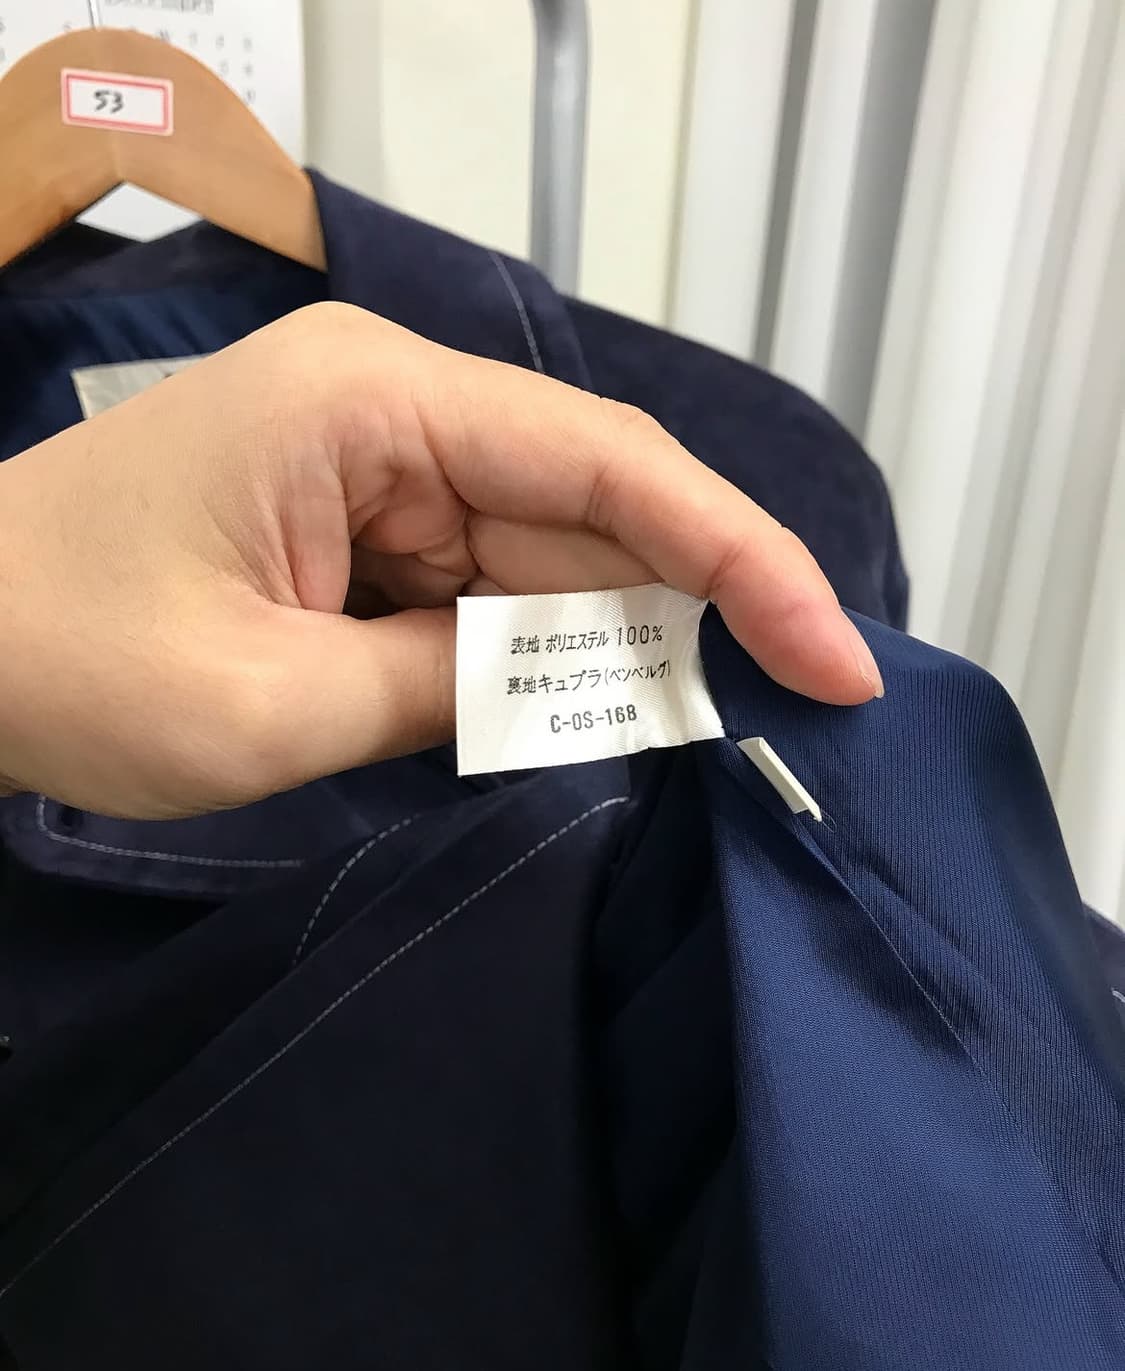 53
表地 ポリエステル 100%
裏地キュプラ(ベンベルグ)
C-OS-168